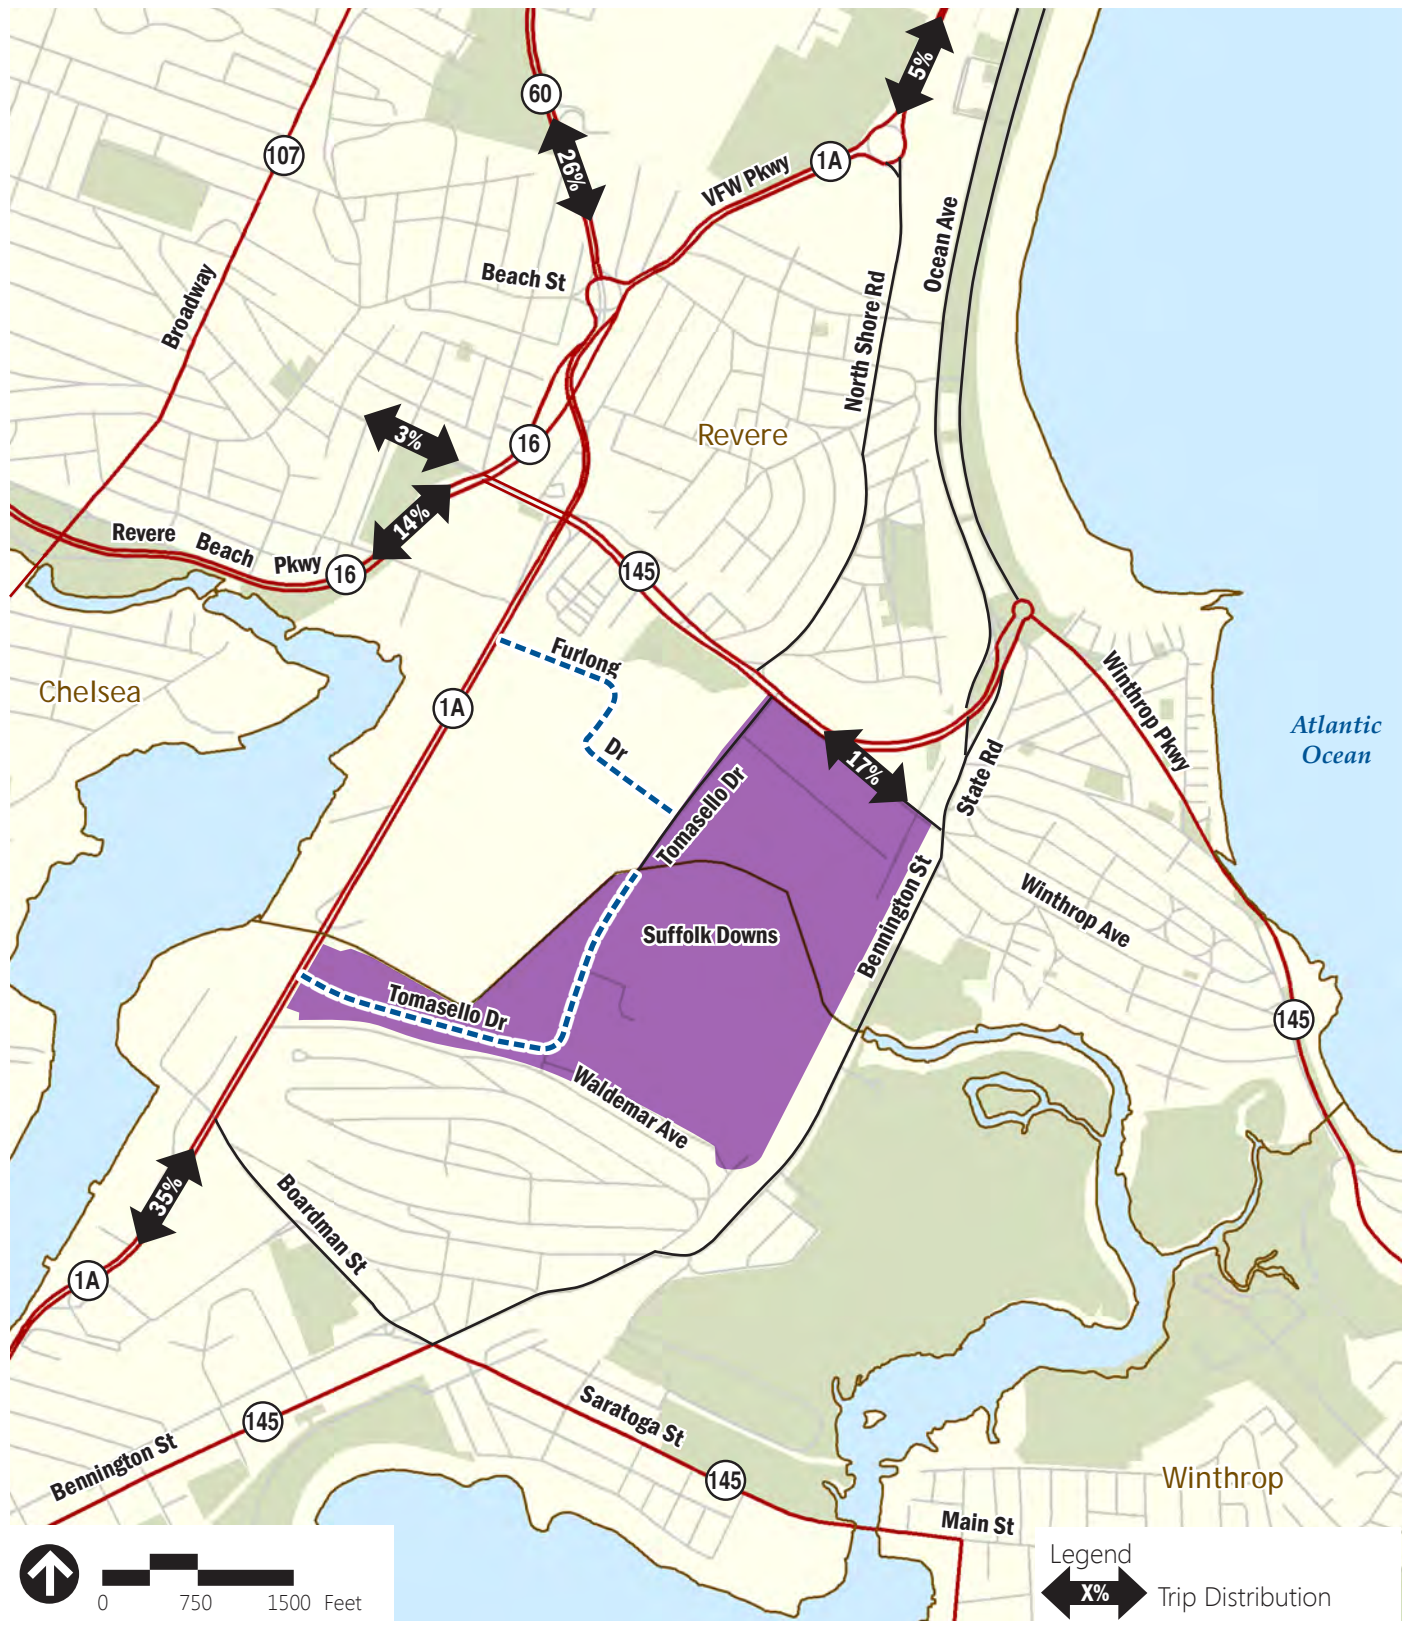 5%
60
107
26%
1A
VFW Pkwy
Ocean Ave
Beach St
Broadway
North Shore Rd
3%
16
Revere
14%
Revere Beach Pkwy
16
145
Furlong
Dr
Chelsea
1A
Winthrop Pkwy
Atlantic
Ocean
17%
State Rd
Tomasello Dr
Bennington St
Winthrop Ave
Suffolk Downs
Tomasello Dr
145
Waldemar Ave
35%
Boardman St
1A
Saratoga St
145
Bennington St
145
Winthrop
Main St
0 750 1500 Feet
Legend
X% Trip Distribution